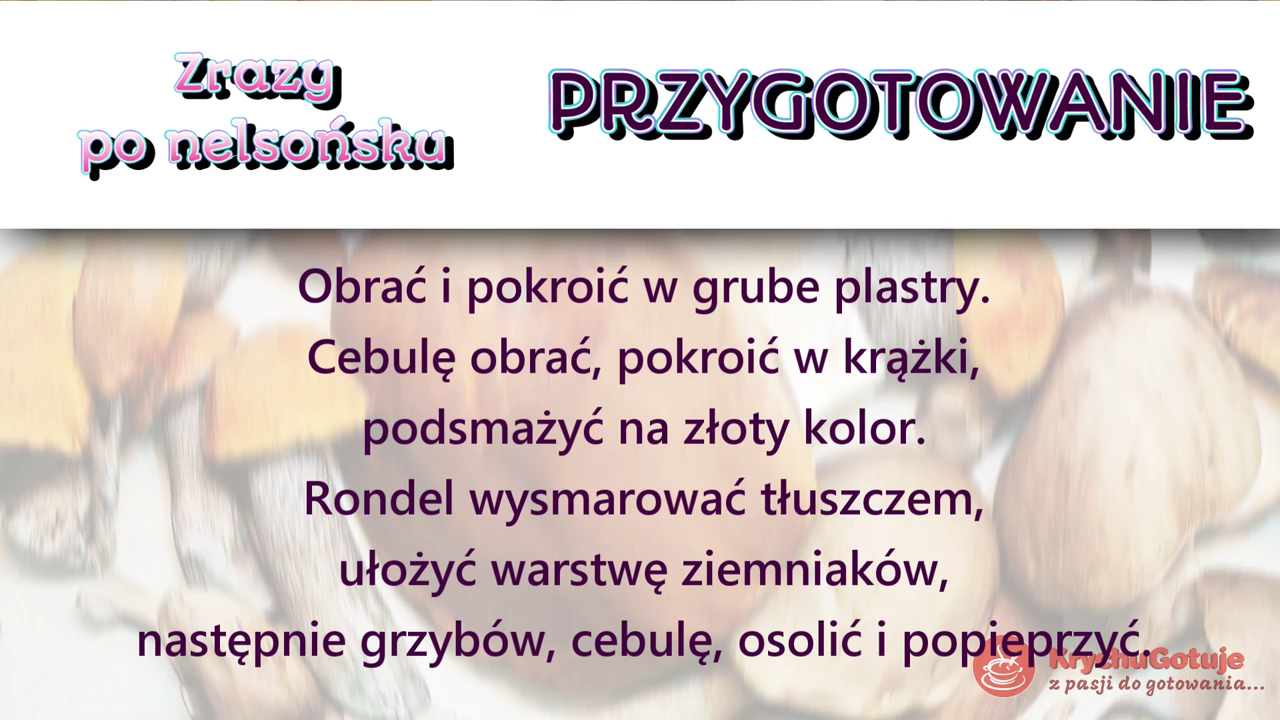 Zrazy
po nelsońsku
PRZYGOTOWANIE
Obrać i pokroić w grube plastry.
Cebulę obrać, pokroić w krążki,
podsmażyć na złoty kolor.
Rondel wysmarować tłuszczem,
ułożyć warstwę ziemniaków,
następnie grzybów, cebulę, osolić i popieprzyć.
KrychuGotuje
z pasji do gotowania...